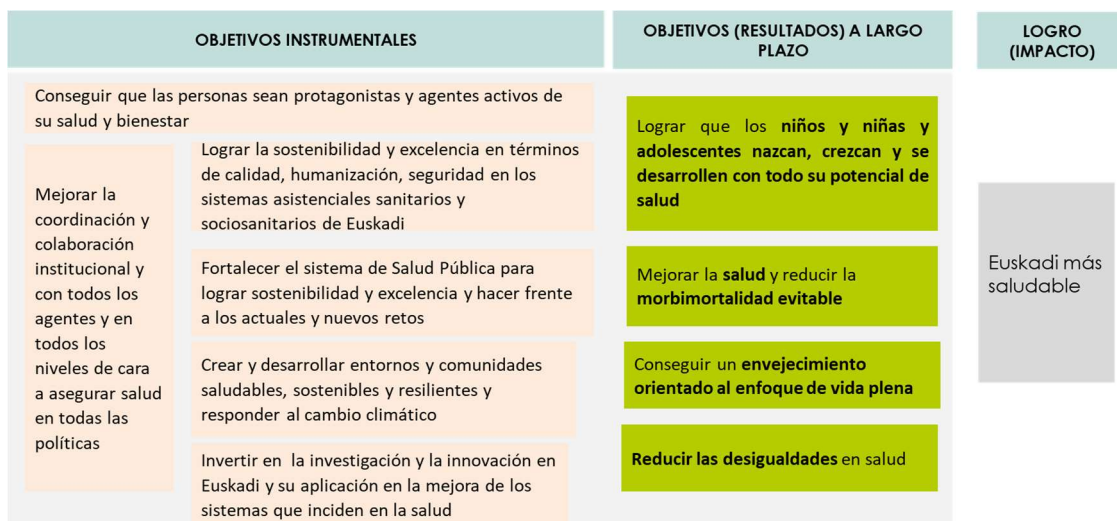 OBJETIVOS INSTRUMENTALES
OBJETIVOS (RESULTADOS) A LARGO
PLAZO
LOGRO
(IMPACTO)
Conseguir que las personas sean protagonistas y agentes activos de
su salud y bienestar
Mejorar la
coordinación y
colaboración
institucional y
con todos los
agentes y en
todos los
niveles de cara
a asegurar salud
en todas las
políticas
Lograr la sostenibilidad y excelencia en términos
de calidad, humanización, seguridad en los
sistemas asistenciales sanitarios y
sociosanitarios de Euskadi
Fortalecer el sistema de Salud Pública para
lograr sostenibilidad y excelencia y hacer frente
a los actuales y nuevos retos
Crear y desarrollar entornos y comunidades
saludables, sostenibles y resilientes y
responder al cambio climático
Invertir en la investigación y la innovación en
Euskadi y su aplicación en la mejora de los
sistemas que inciden en la salud
Lograr que los niños y niñas y
adolescentes nazcan, crezcan y se
desarrollen con todo su potencial de
salud
Mejorar la salud y reducir la
morbimortalidad evitable
Conseguir un envejecimiento
orientado al enfoque de vida plena
Reducir las desigualdades en salud
Euskadi más
saludable